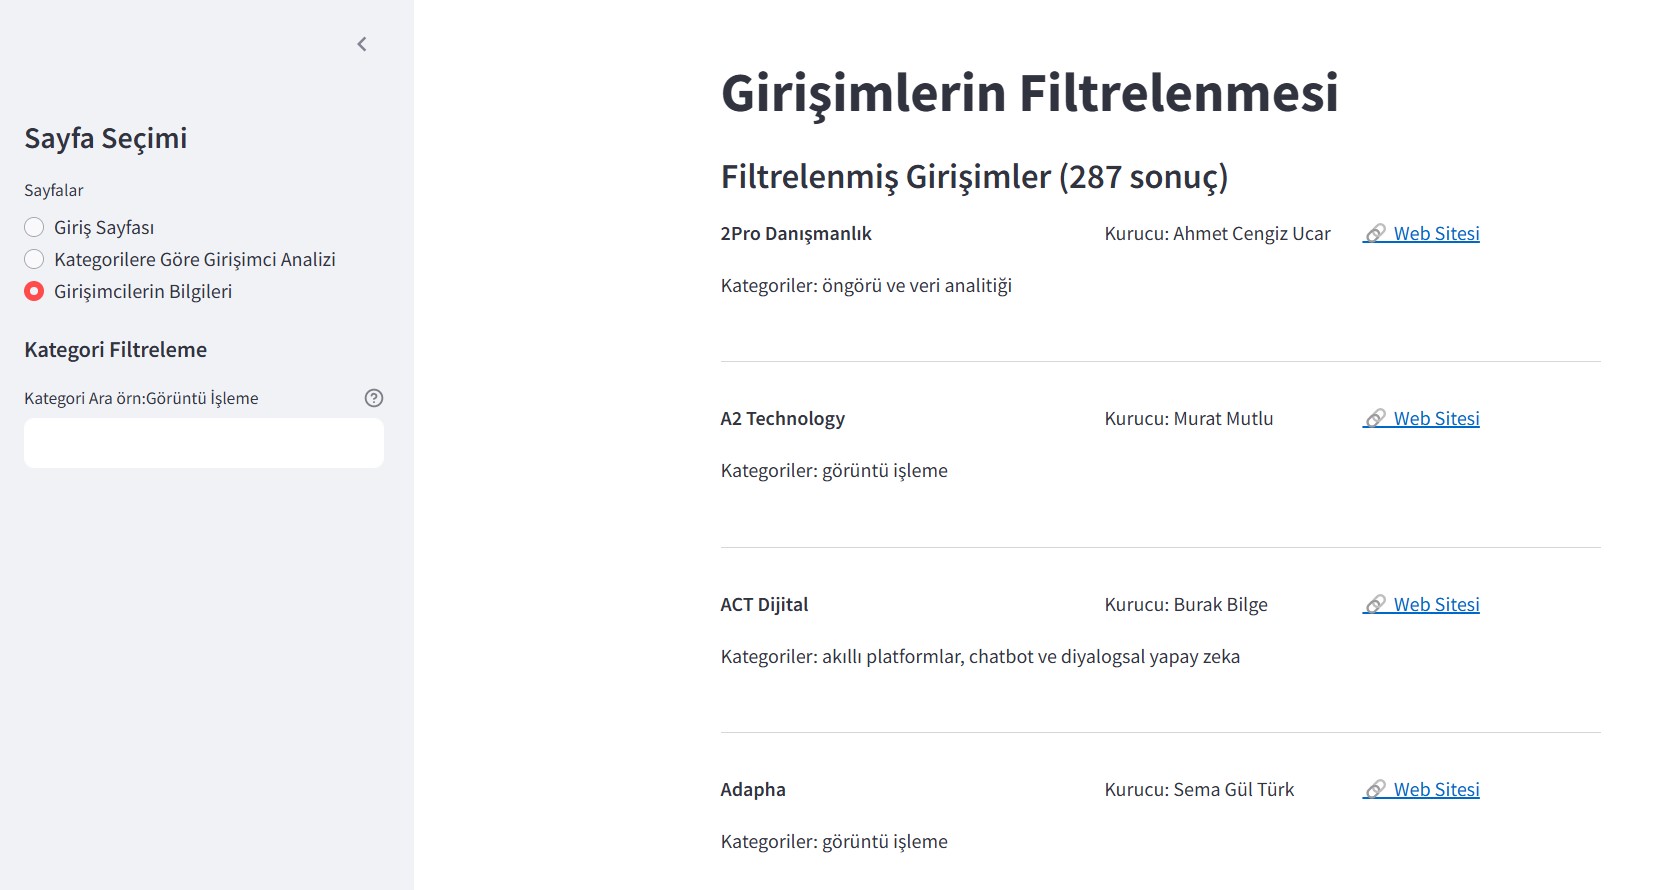 Sayfa Seçimi
Sayfalar
Giriş Sayfası
Kategorilere Göre Girişimci Analizi
Girişimcilerin Bilgileri
Kategori Filtreleme
Kategori Ara örn:Görüntü İşleme
Girişimlerin Filtrelenmesi
Filtrelenmiş Girişimler (287 sonuç)
2Pro Danışmanlık Kurucu: Ahmet Cengiz Ucar Web Sitesi
Kategoriler: öngörü ve veri analitiği
A2 Technology Kurucu: Murat Mutlu Web Sitesi
Kategoriler: görüntü işleme
ACT Dijital Kurucu: Burak Bilge Web Sitesi
Kategoriler: akıllı platformlar, chatbot ve diyalogsal yapay zeka
Adapha Kurucu: Sema Gül Türk Web Sitesi
Kategoriler: görüntü işleme